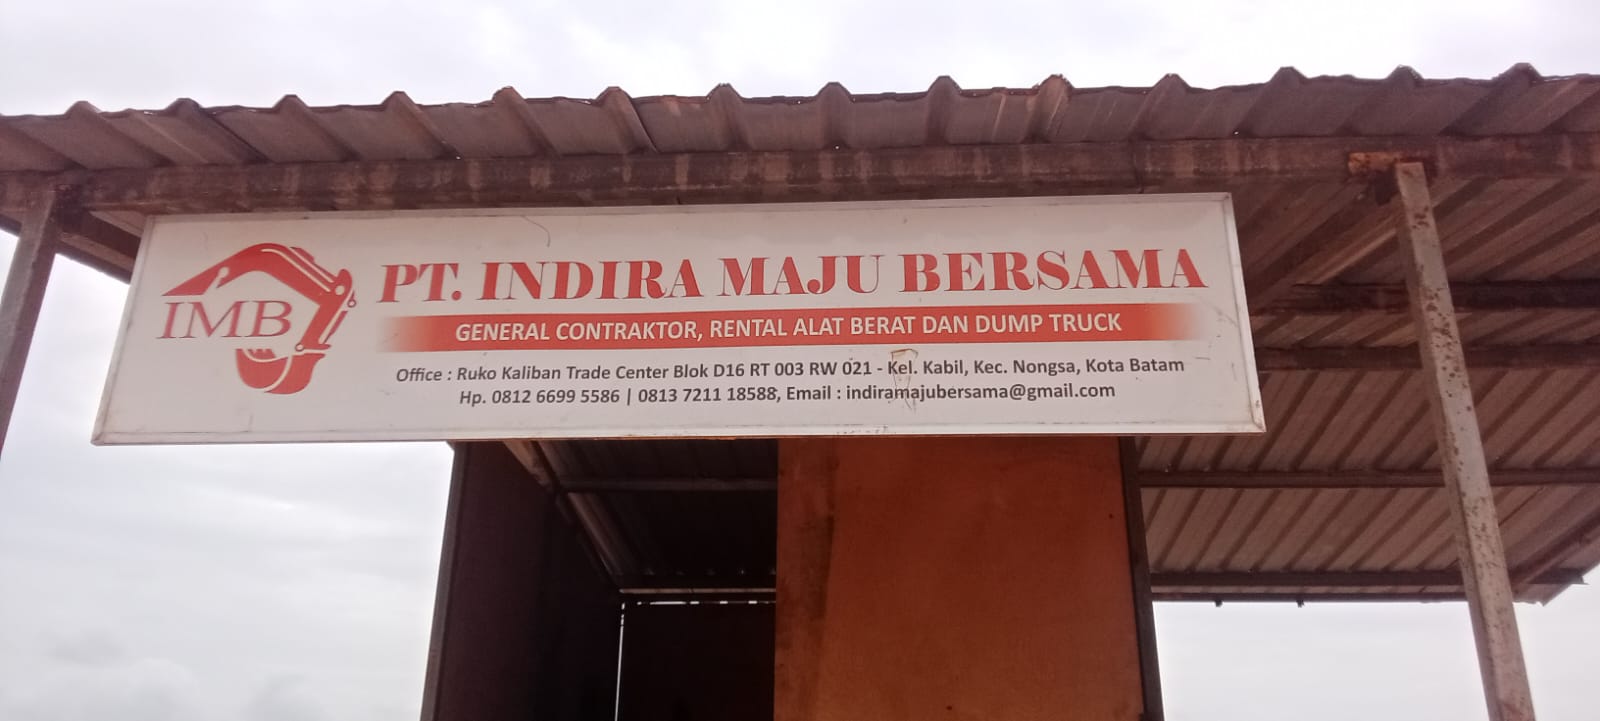 IMB
PT. INDIRA MAJU BERSAMA
GENERAL CONTRAKTOR, RENTAL ALAT BERAT DAN DUMP TRUCK
Office : Ruko Kaliban Trade Center Blok D16 RT 003 RW 021 - Kel. Kabil, Kec. Nongsa, Kota Batam
Hp. 0812 6699 5586 | 0813 7211 18588, Email : indiramajubersama@gmail.com